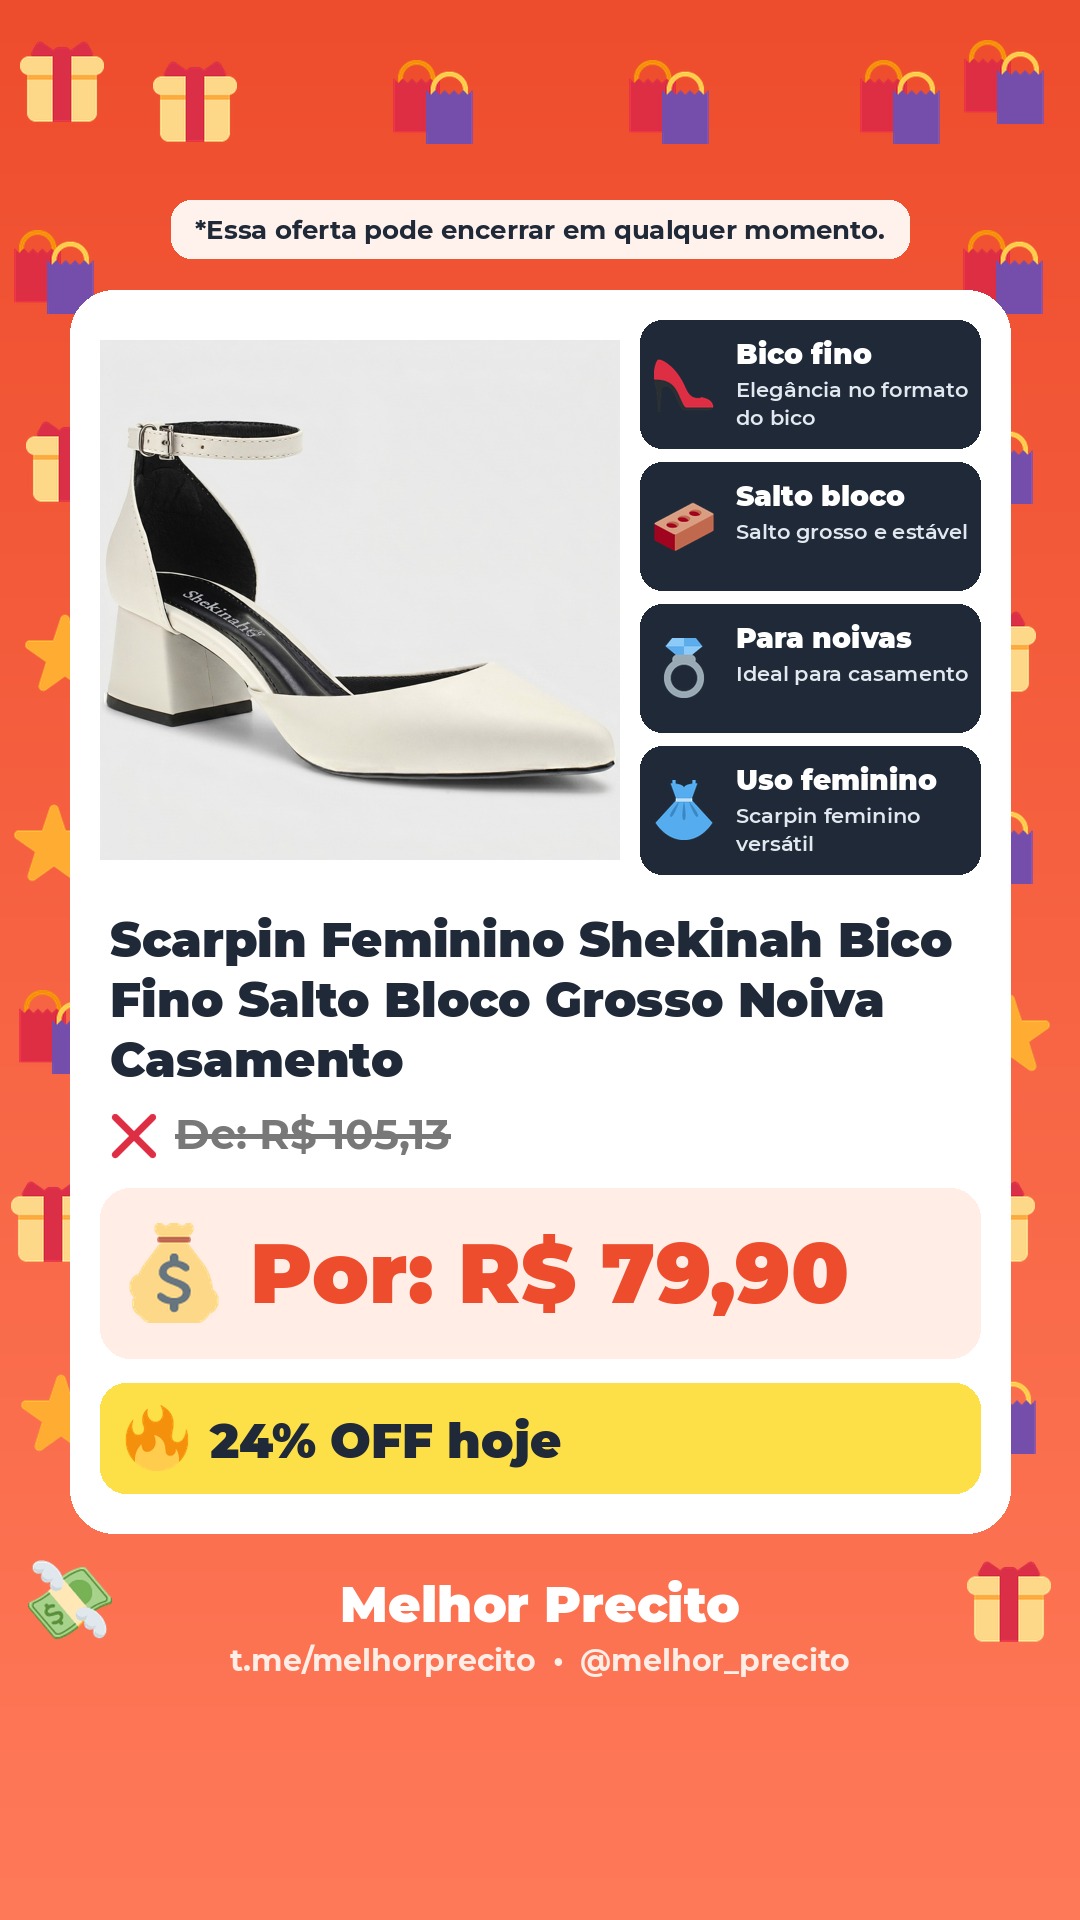 *Essa oferta pode encerrar em qualquer momento.
Shekinah
Bico fino
Elegância no formato
do bico
Salto bloco
Salto grosso e estável
Para noivas
Ideal para casamento
Uso feminino
Scarpin feminino
versátil
Scarpin Feminino Shekinah Bico
Fino Salto Bloco Grosso Noiva
Casamento
De: R$ 105,13
Por: R$ 79,90
24% OFF hoje
Melhor Precito
t.me/melhorprecito • @melhor_precito